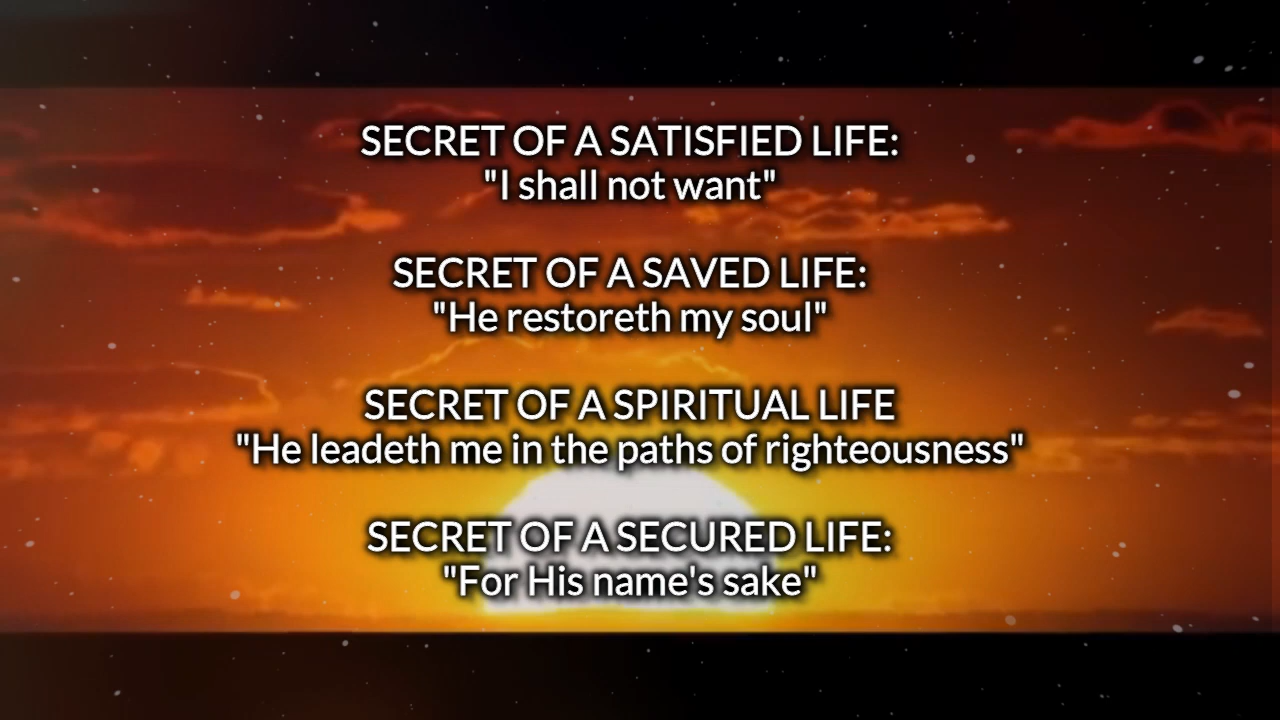 SECRET OF A SATISFIED LIFE:
"I shall not want"
SECRET OF A SAVED LIFE:
"He restoreth my soul"
SECRET OF A SPIRITUAL LIFE
"He leadeth me in the paths of righteousness"
SECRET OF A SECURED LIFE:
"For His name's sake"